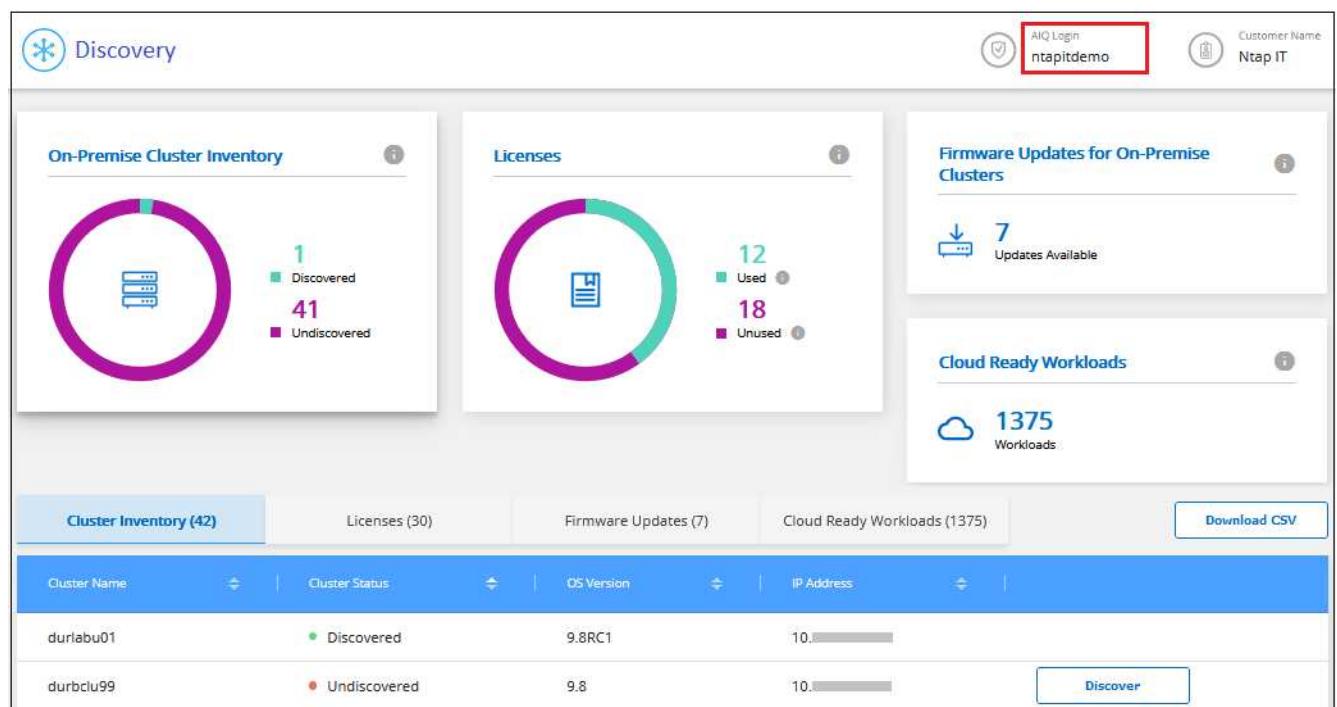 Discovery
AIQ Login
ntapitdemo
Customer Name
Ntap IT
On-Premise Cluster Inventory
1
Discovered
41
Undiscovered
Licenses
12
Used
18
Unused
Firmware Updates for On-Premise
Clusters
7
Updates Available
Cloud Ready Workloads
1375
Workloads
Cluster Inventory (42)
Licenses (30)
Firmware Updates (7)
Cloud Ready Workloads (1375)
Download CSV
Cluster Name
Cluster Status
OS Version
IP Address
durlabu01
Discovered
9.8RC1
10.
durbclu99
Undiscovered
9.8
10.
Discover